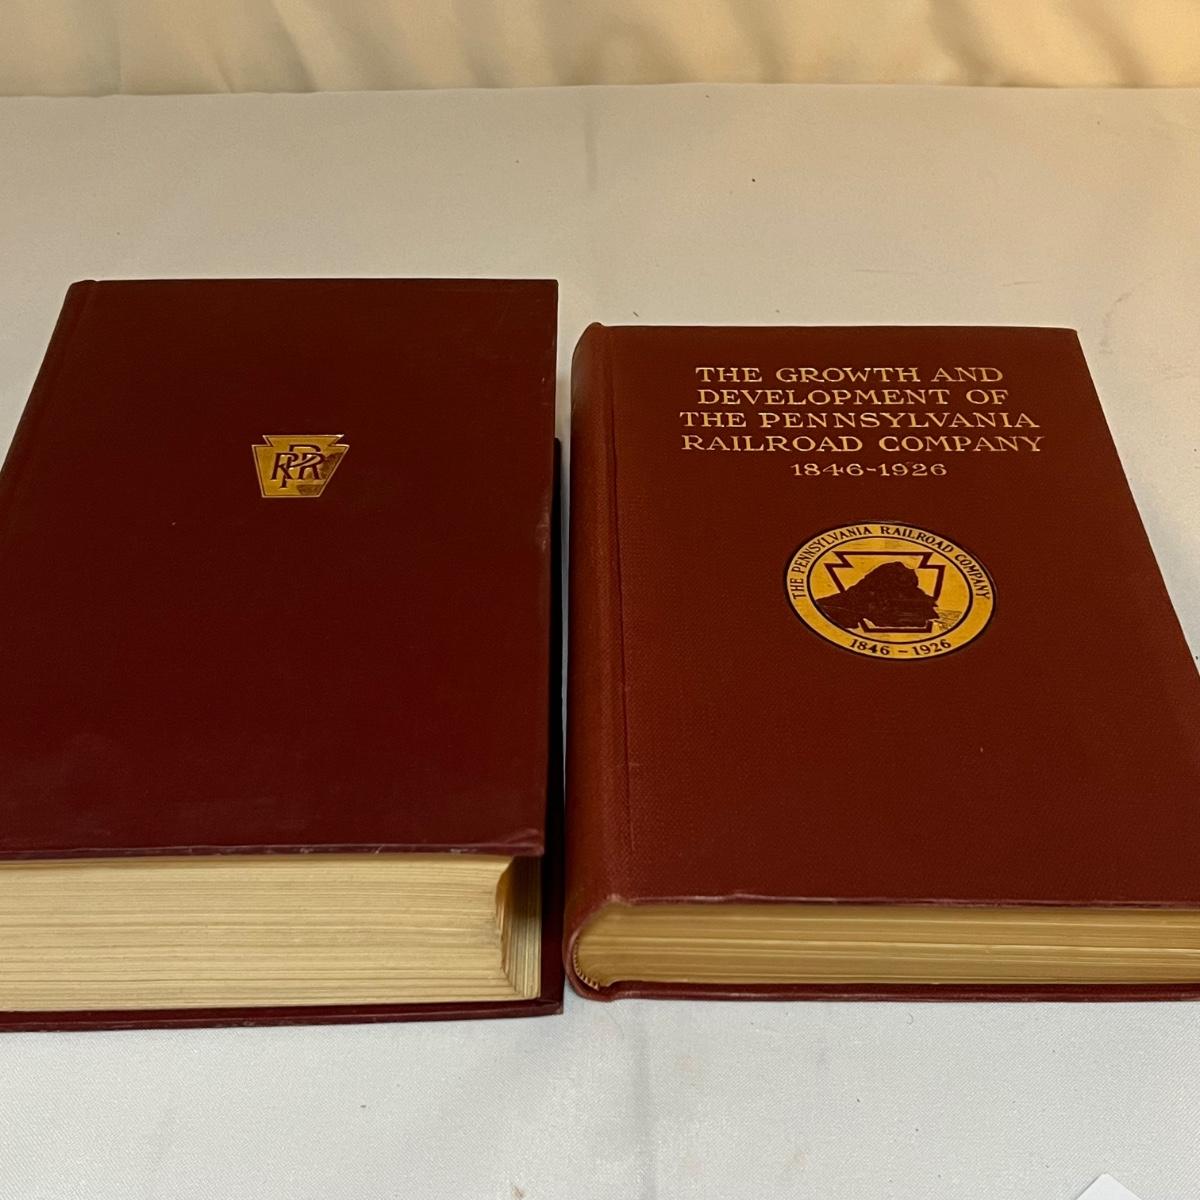 PRR
THE GROWTH AND
DEVELOPMENT OF
THE PENNSYLVANIA
RAILROAD COMPANY
1846-1926
THE PENNSYLVANIA RAILROAD COMPANY
1846 - 1926